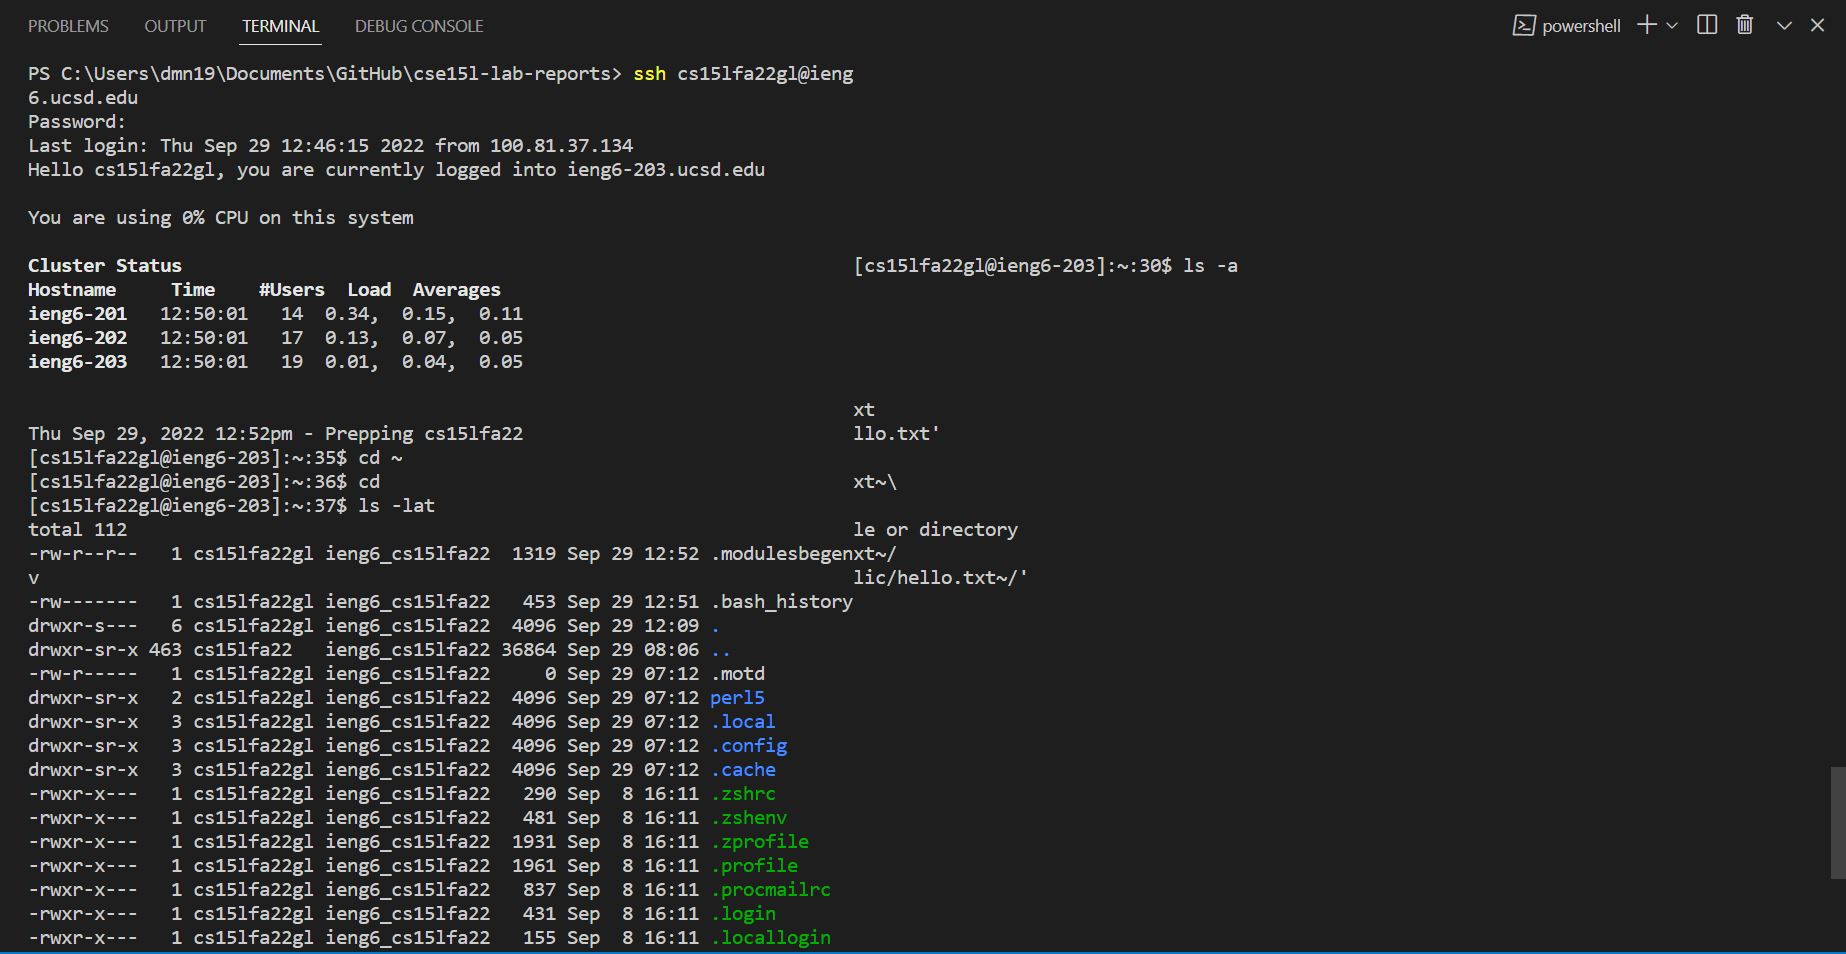 PROBLEMS OUTPUT TERMINAL DEBUG CONSOLE powershell
PS C:\Users\dmn19\Documents\GitHub\cse15l-lab-reports> ssh cs15lfa22gl@ieng
6.ucsd.edu
Password:
Last login: Thu Sep 29 12:46:15 2022 from 100.81.37.134
Hello cs15lfa22gl, you are currently logged into ieng6-203.ucsd.edu
You are using 0% CPU on this system
Cluster Status [cs15lfa22gl@ieng6-203]:~:30$ ls -a
Hostname Time #Users Load Averages
ieng6-201 12:50:01 14 0.34, 0.15, 0.11
ieng6-202 12:50:01 17 0.13, 0.07, 0.05
ieng6-203 12:50:01 19 0.01, 0.04, 0.05
xt
Thu Sep 29, 2022 12:52pm - Prepping cs15lfa22 llo.txt'
[cs15lfa22gl@ieng6-203]:~:35$ cd ~
[cs15lfa22gl@ieng6-203]:~:36$ cd xt~\
[cs15lfa22gl@ieng6-203]:~:37$ ls -lat
total 112 le or directory
-rw-r--r-- 1 cs15lfa22gl ieng6_cs15lfa22 1319 Sep 29 12:52 .modulesbegenxt~/
v lic/hello.txt~/'
-rw------- 1 cs15lfa22gl ieng6_cs15lfa22 453 Sep 29 12:51 .bash_history
drwxr-s--- 6 cs15lfa22gl ieng6_cs15lfa22 4096 Sep 29 12:09 .
drwxr-sr-x 463 cs15lfa22 ieng6_cs15lfa22 36864 Sep 29 08:06 ..
-rw-r----- 1 cs15lfa22gl ieng6_cs15lfa22 0 Sep 29 07:12 .motd
drwxr-sr-x 2 cs15lfa22gl ieng6_cs15lfa22 4096 Sep 29 07:12 perl5
drwxr-sr-x 3 cs15lfa22gl ieng6_cs15lfa22 4096 Sep 29 07:12 .local
drwxr-sr-x 3 cs15lfa22gl ieng6_cs15lfa22 4096 Sep 29 07:12 .config
drwxr-sr-x 3 cs15lfa22gl ieng6_cs15lfa22 4096 Sep 29 07:12 .cache
-rwxr-x--- 1 cs15lfa22gl ieng6_cs15lfa22 290 Sep 8 16:11 .zshrc
-rwxr-x--- 1 cs15lfa22gl ieng6_cs15lfa22 481 Sep 8 16:11 .zshenv
-rwxr-x--- 1 cs15lfa22gl ieng6_cs15lfa22 1931 Sep 8 16:11 .zprofile
-rwxr-x--- 1 cs15lfa22gl ieng6_cs15lfa22 1961 Sep 8 16:11 .profile
-rwxr-x--- 1 cs15lfa22gl ieng6_cs15lfa22 837 Sep 8 16:11 .procmailrc
-rwxr-x--- 1 cs15lfa22gl ieng6_cs15lfa22 431 Sep 8 16:11 .login
-rwxr-x--- 1 cs15lfa22gl ieng6_cs15lfa22 155 Sep 8 16:11 .locallogin